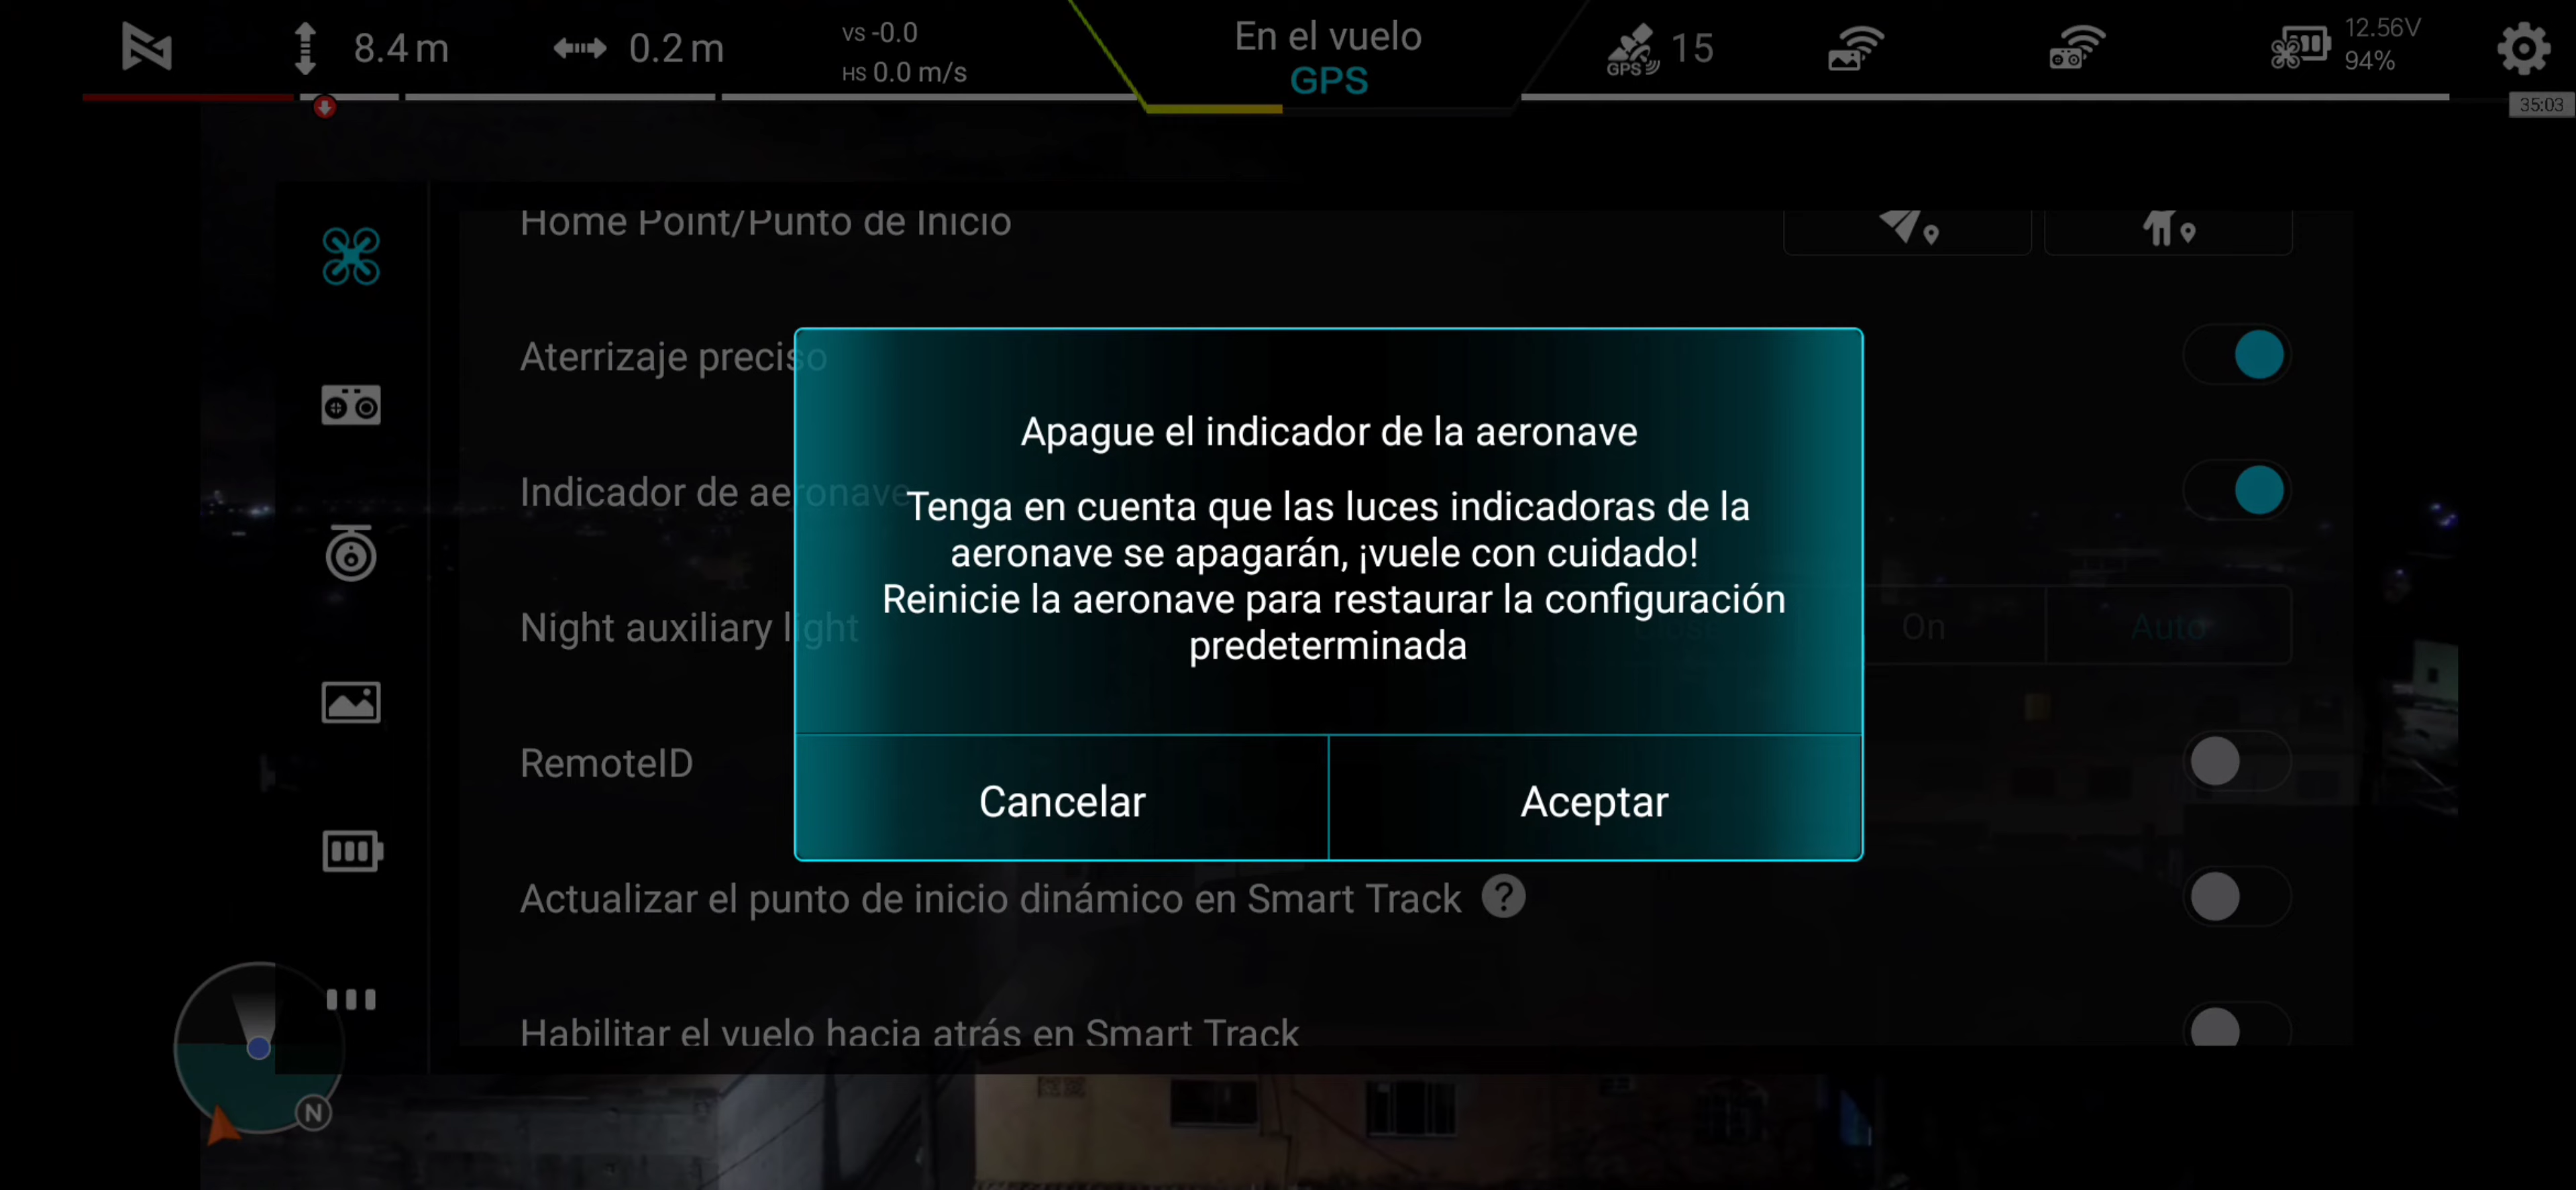 8.4 m
0.2 m
VS -0.0
HS 0.0 m/s
En el vuelo
GPS
GPS
15
12.56V
94%
35:03
Home Point/Punto de Inicio
Aterrizaje preciso
Indicador de aeronave
Night auxiliary light
Close
On
Auto
RemoteID
Actualizar el punto de inicio dinámico en Smart Track ?
Habilitar el vuelo hacia atrás en Smart Track
N
Apague el indicador de la aeronave
Tenga en cuenta que las luces indicadoras de la
aeronave se apagarán, ¡vuele con cuidado!
Reinicie la aeronave para restaurar la configuración
predeterminada
Cancelar
Aceptar